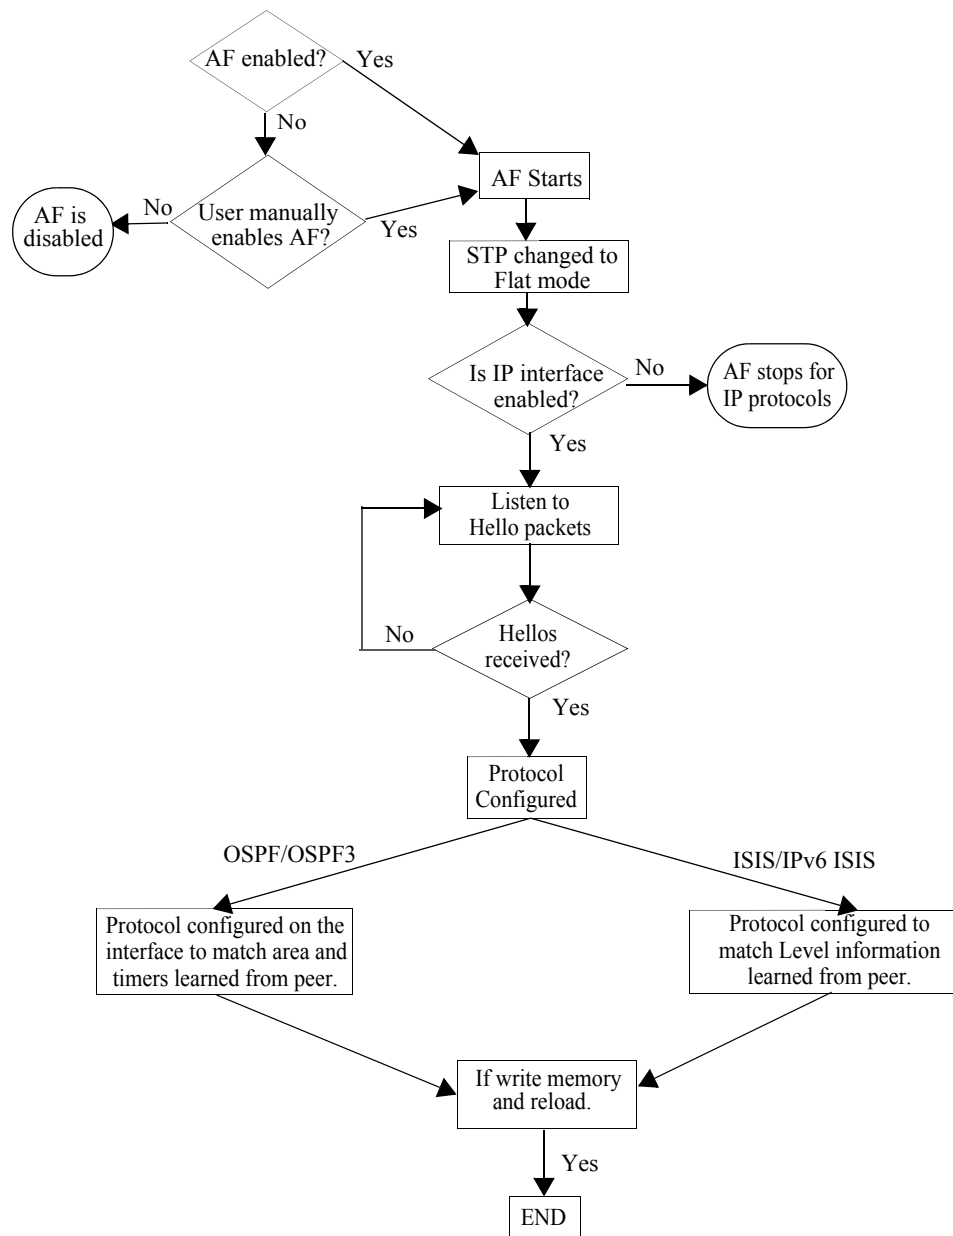 AF enabled?
Yes
No
AF Starts
User manually
enables AF?
No
Yes
AF is
disabled
STP changed to
Flat mode
Is IP interface
enabled?
No
AF stops for
IP protocols
Yes
Listen to
Hello packets
No
Hellos
received?
Yes
Protocol
Configured
OSPF/OSPF3
ISIS/IPv6 ISIS
Protocol configured on the
interface to match area and
timers learned from peer.
Protocol configured to
match Level information
learned from peer.
If write memory
and reload.
Yes
END